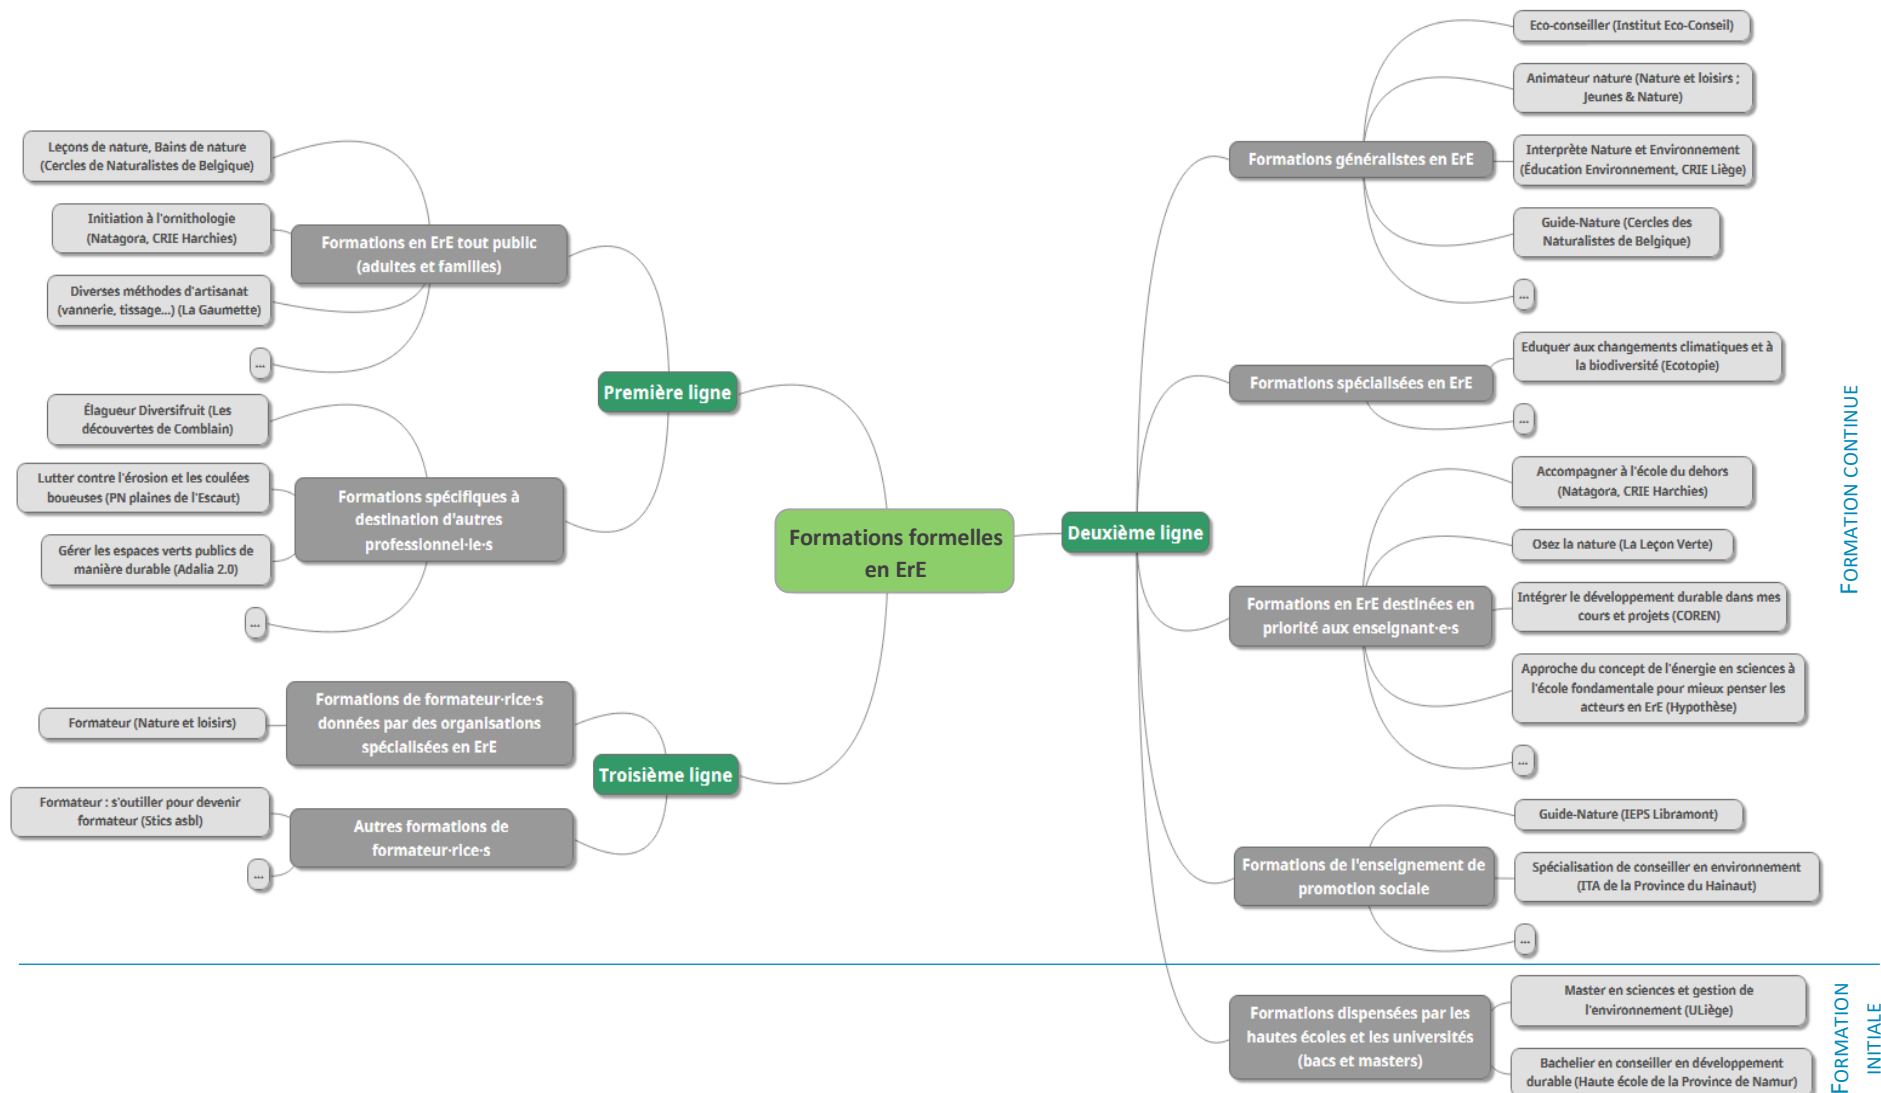 Formations formelles
en ErE
Première ligne
Formations en ErE tout public
(adultes et familles)
Leçons de nature, Bains de nature
(Cercles de Naturalistes de Belgique)
Initiation à l'ornithologie
(Natagora, CRIE Harchies)
Diverses méthodes d'artisanat
(vannerie, tissage...) (La Gaumette)
...
Formations spécifiques à
destination d'autres
professionnel·le·s
Élagueur Diversifruit (Les
découvertes de Comblain)
Lutter contre l'érosion et les coulées
boueuses (PN plaines de l'Escaut)
Gérer les espaces verts publics de
manière durable (Adalia 2.0)
...
Troisième ligne
Formations de formateur·rice·s
données par des organisations
spécialisées en ErE
Formateur (Nature et loisirs)
Autres formations de
formateur·rice·s
Formateur : s'outiller pour devenir
formateur (Stics asbl)
...
Deuxième ligne
Formations généralistes en ErE
Eco-conseiller (Institut Eco-Conseil)
Animateur nature (Nature et loisirs ;
Jeunes & Nature)
Interprète Nature et Environnement
(Éducation Environnement, CRIE Liège)
Guide-Nature (Cercles des
Naturalistes de Belgique)
...
Formations spécialisées en ErE
Eduquer aux changements climatiques et à
la biodiversité (Ecotopie)
...
Formations en ErE destinées en
priorité aux enseignant·e·s
Accompagner à l'école du dehors
(Natagora, CRIE Harchies)
Osez la nature (La Leçon Verte)
Intégrer le développement durable dans mes
cours et projets (COREN)
Approche du concept de l'énergie en sciences à
l'école fondamentale pour mieux penser les
acteurs en ErE (Hypothèse)
...
Formations de l'enseignement de
promotion sociale
Guide-Nature (IEPS Libramont)
Spécialisation de conseiller en environnement
(ITA de la Province du Hainaut)
...
Formations dispensées par les
hautes écoles et les universités
(bacs et masters)
Master en sciences et gestion de
l'environnement (ULiège)
Bachelier en conseiller en développement
durable (Haute école de la Province de Namur)
FORMATION CONTINUE
FORMATION
INITIALE